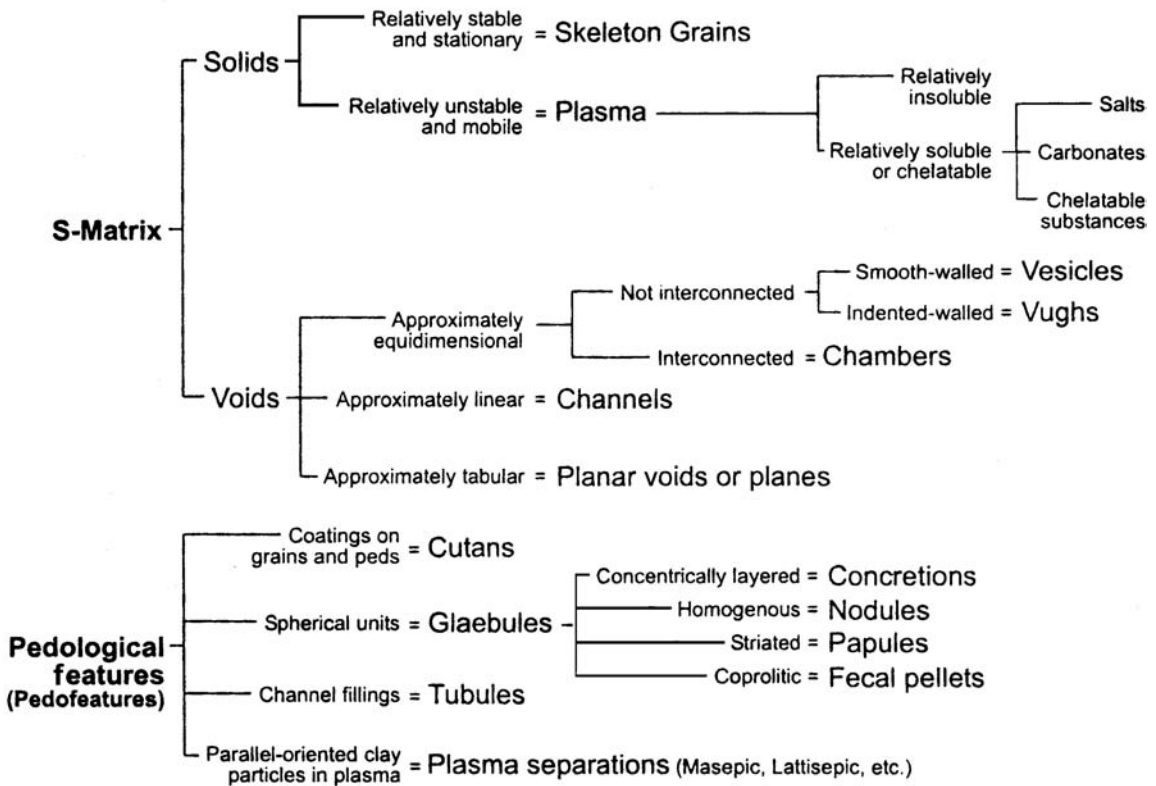 Relatively stable
and stationary = Skeleton Grains
Solids
Relatively unstable
and mobile = Plasma
Relatively
insoluble
Relatively soluble
or chelatable
Salts
Carbonates
Chelatable
substances
S-Matrix
Voids
Approximately
equidimensional
Not interconnected
Smooth-walled = Vesicles
Indented-walled = Vughs
Interconnected = Chambers
Approximately linear = Channels
Approximately tabular = Planar voids or planes
Pedological
features
(Pedofeatures)
Coatings on
grains and peds = Cutans
Spherical units = Glaebules
Concentrically layered = Concretions
Homogenous = Nodules
Striated = Papules
Coprolitic = Fecal pellets
Channel fillings = Tubules
Parallel-oriented clay
particles in plasma = Plasma separations (Masepic, Lattisepic, etc.)